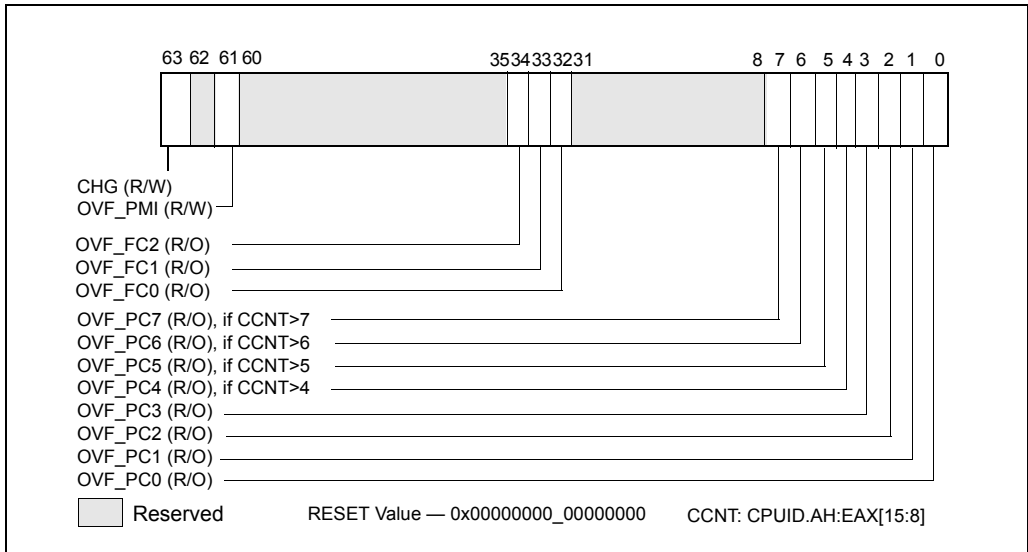 63 62 61 60 35 34 33 32 31 8 7 6 5 4 3 2 1 0
CHG (R/W)
OVF_PMI (R/W)
OVF_FC2 (R/O)
OVF_FC1 (R/O)
OVF_FC0 (R/O)
OVF_PC7 (R/O), if CCNT>7
OVF_PC6 (R/O), if CCNT>6
OVF_PC5 (R/O), if CCNT>5
OVF_PC4 (R/O), if CCNT>4
OVF_PC3 (R/O)
OVF_PC2 (R/O)
OVF_PC1 (R/O)
OVF_PC0 (R/O)
Reserved RESET Value — 0x00000000_00000000 CCNT: CPUID.AH:EAX[15:8]